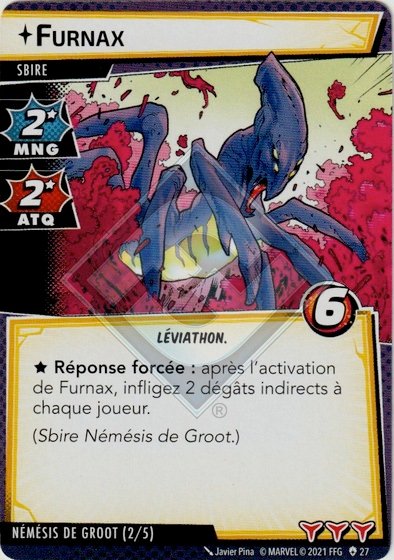 FURNAX
SBIRE
2
MNG
2
ATQ
6
LÉVIATHON.
★ Réponse forcée : après l'activation
de Furnax, infligez 2 dégâts indirects à
chaque joueur.
(Sbire Némésis de Groot.)
®
NÉMÉSIS DE GROOT (2/5)
Javier Pina © MARVEL © 2021 FFG 27